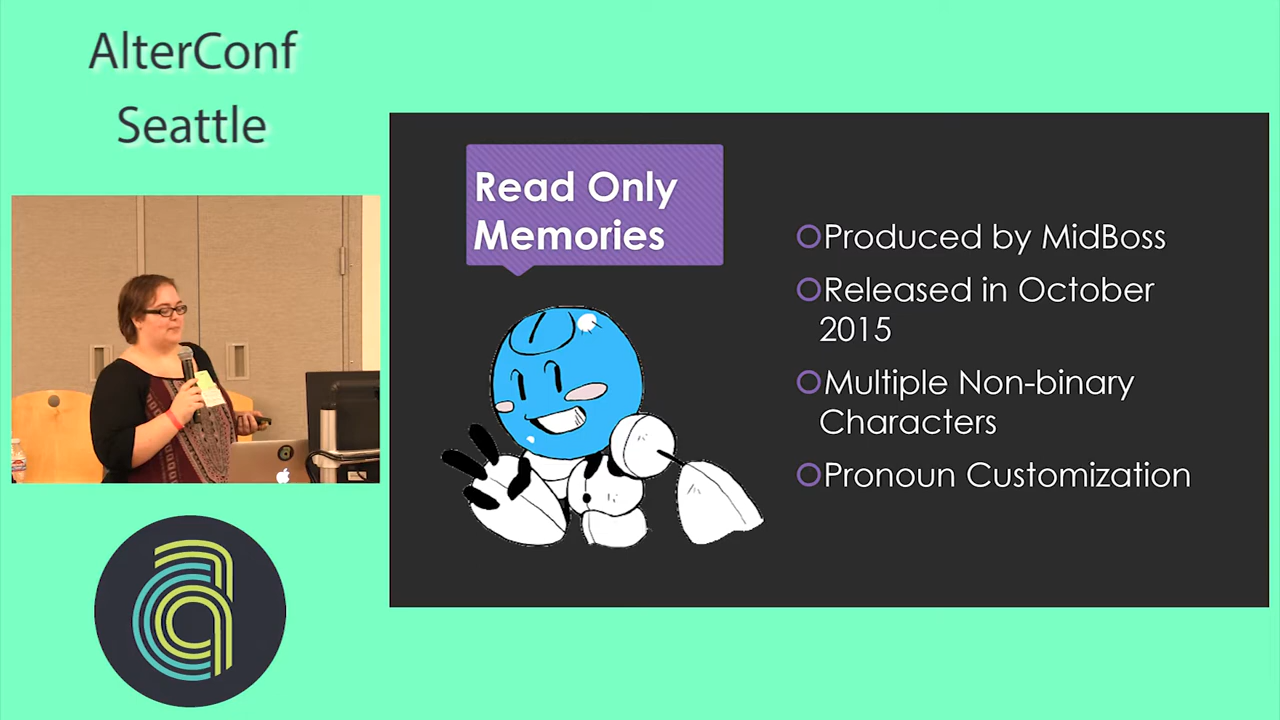 AlterConf
Seattle
Read Only
Memories
Produced by MidBoss
Released in October
2015
Multiple Non-binary
Characters
Pronoun Customization